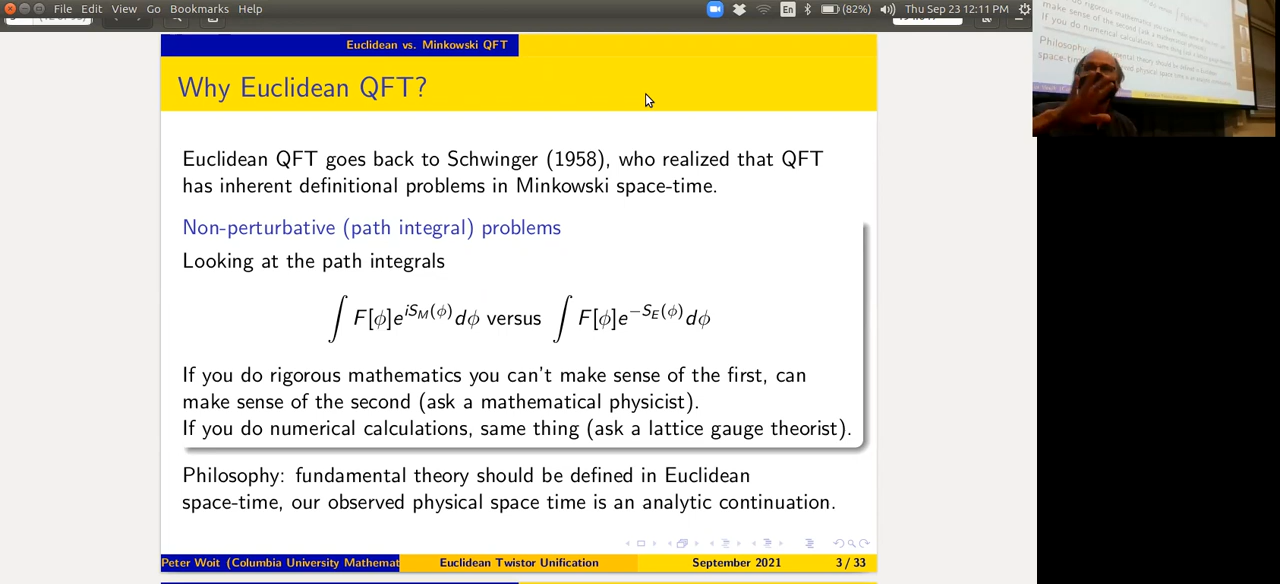 File Edit View Go Bookmarks Help
En (82%) Thu Sep 23 12:11 PM
Euclidean vs. Minkowski QFT
Why Euclidean QFT?
Euclidean QFT goes back to Schwinger (1958), who realized that QFT
has inherent definitional problems in Minkowski space-time.
Non-perturbative (path integral) problems
Looking at the path integrals
∫ F[ϕ]e^{iS_M(ϕ)}dϕ versus ∫ F[ϕ]e^{−S_E(ϕ)}dϕ
If you do rigorous mathematics you can't make sense of the first, can
make sense of the second (ask a mathematical physicist).
If you do numerical calculations, same thing (ask a lattice gauge theorist).
Philosophy: fundamental theory should be defined in Euclidean
space-time, our observed physical space time is an analytic continuation.
Peter Woit (Columbia University Mathemat
Euclidean Twistor Unification
September 2021
3 / 33